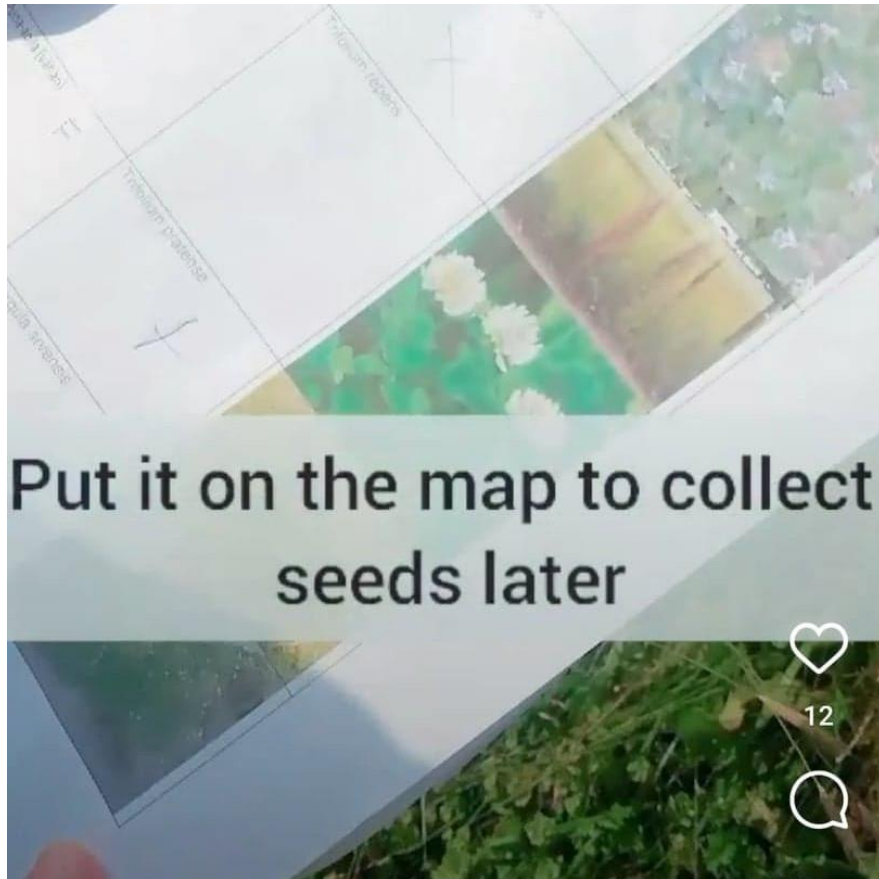 Trifolium repens
Trifolium pratense
Put it on the map to collect
seeds later
12